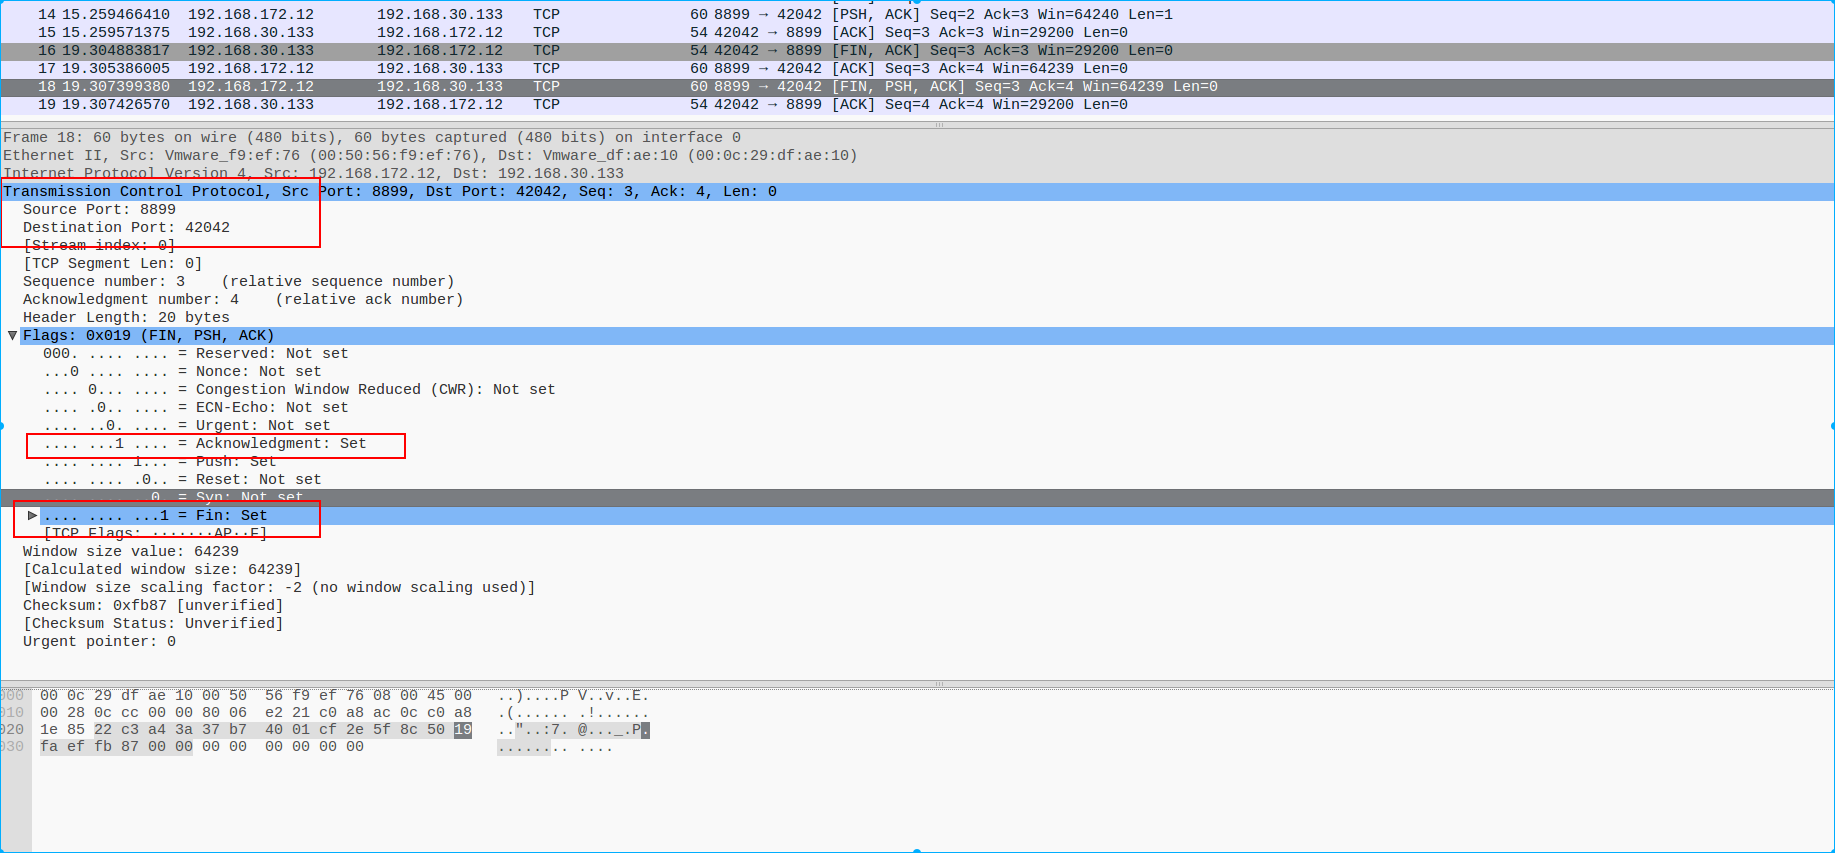 14 15.259466410 192.168.172.12 192.168.30.133 TCP 60 8899 → 42042 [PSH, ACK] Seq=2 Ack=3 Win=64240 Len=1
15 15.259571375 192.168.30.133 192.168.172.12 TCP 54 42042 → 8899 [ACK] Seq=3 Ack=3 Win=29200 Len=0
16 19.304883817 192.168.30.133 192.168.172.12 TCP 54 42042 → 8899 [FIN, ACK] Seq=3 Ack=3 Win=29200 Len=0
17 19.305386005 192.168.172.12 192.168.30.133 TCP 60 8899 → 42042 [ACK] Seq=3 Ack=4 Win=64239 Len=0
18 19.307399380 192.168.172.12 192.168.30.133 TCP 60 8899 → 42042 [FIN, PSH, ACK] Seq=3 Ack=4 Win=64239 Len=0
19 19.307426570 192.168.30.133 192.168.172.12 TCP 54 42042 → 8899 [ACK] Seq=4 Ack=4 Win=29200 Len=0
Frame 18: 60 bytes on wire (480 bits), 60 bytes captured (480 bits) on interface 0
Ethernet II, Src: Vmware_f9:ef:76 (00:50:56:f9:ef:76), Dst: Vmware_df:ae:10 (00:0c:29:df:ae:10)
Internet Protocol Version 4, Src: 192.168.172.12, Dst: 192.168.30.133
Transmission Control Protocol, Src Port: 8899, Dst Port: 42042, Seq: 3, Ack: 4, Len: 0
Source Port: 8899
Destination Port: 42042
[Stream index: 0]
[TCP Segment Len: 0]
Sequence number: 3 (relative sequence number)
Acknowledgment number: 4 (relative ack number)
Header Length: 20 bytes
Flags: 0x019 (FIN, PSH, ACK)
000. .... .... = Reserved: Not set
...0 .... .... = Nonce: Not set
.... 0... .... = Congestion Window Reduced (CWR): Not set
.... .0.. .... = ECN-Echo: Not set
.... ..0. .... = Urgent: Not set
.... ...1 .... = Acknowledgment: Set
.... .... 1... = Push: Set
.... .... .0.. = Reset: Not set
.... .... ..0. = Syn: Not set
.... .... ...1 = Fin: Set
[TCP Flags: ·······AP··F]
Window size value: 64239
[Calculated window size: 64239]
[Window size scaling factor: -2 (no window scaling used)]
Checksum: 0xfb87 [unverified]
[Checksum Status: Unverified]
Urgent pointer: 0
000 00 0c 29 df ae 10 00 50 56 f9 ef 76 08 00 45 00 ..)....P V..v..E.
010 00 28 0c cc 00 00 80 06 e2 21 c0 a8 ac 0c c0 a8 .(...... .!......
020 1e 85 22 c3 a4 3a 37 b7 40 01 cf 2e 5f 8c 50 19 .."..:7. @..._.P.
030 fa ef fb 87 00 00 00 00 00 00 00 00 ........ ....